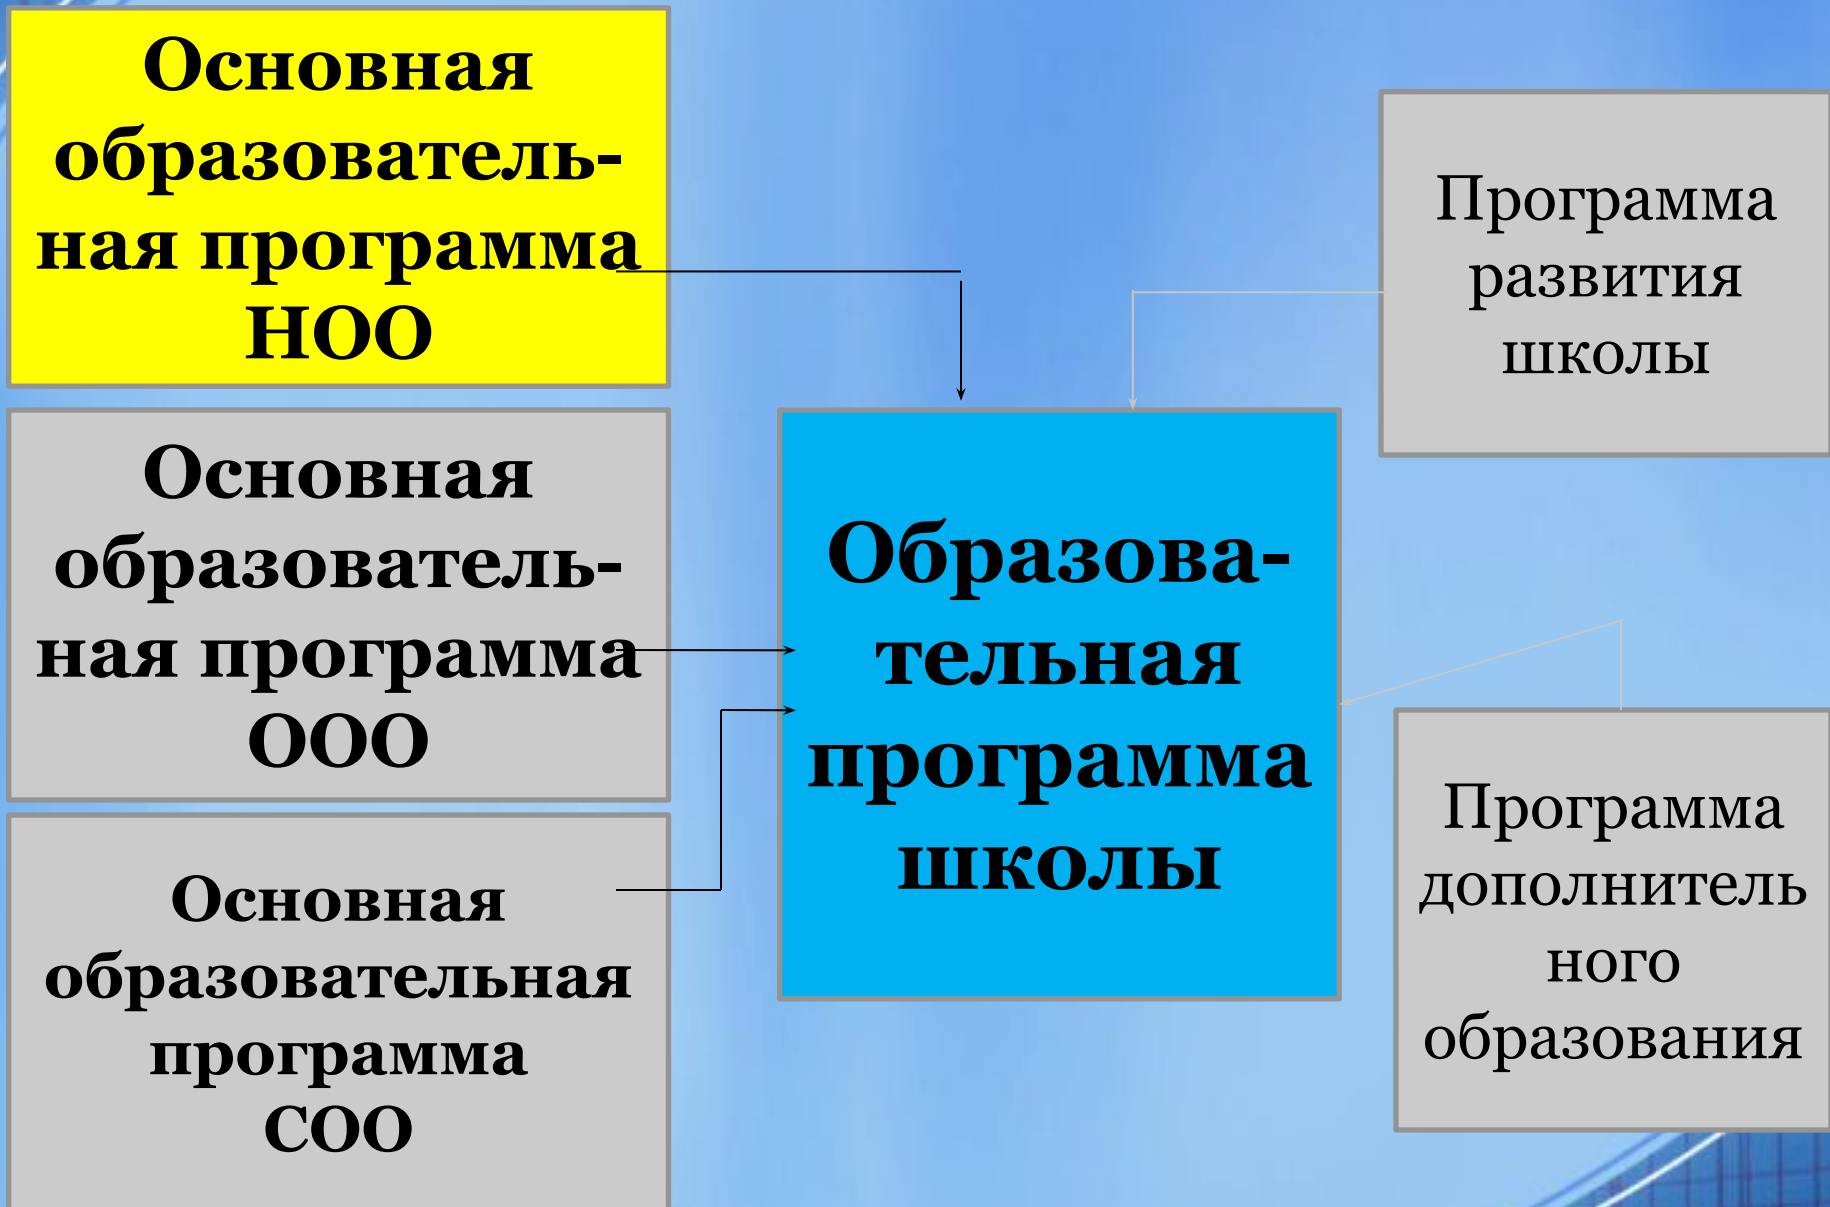 Основная
образователь-
ная программа
НОО
Основная
образователь-
ная программа
ООО
Основная
образовательная
программа
СОО
Образова-
тельная
программа
школы
Программа
развития
школы
Программа
дополнитель
ного
образования